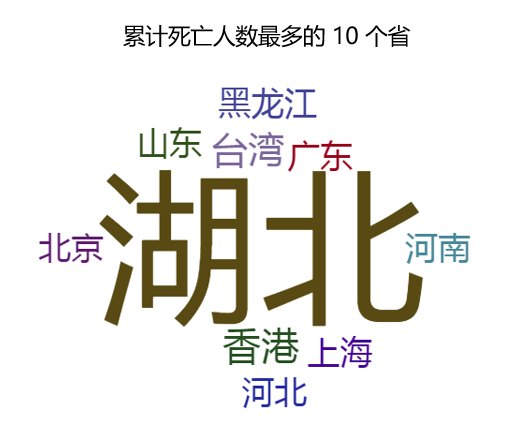 累计死亡人数最多的 10 个省
黑龙江
山东 台湾 广东
湖北
北京 河南
香港 上海
河北